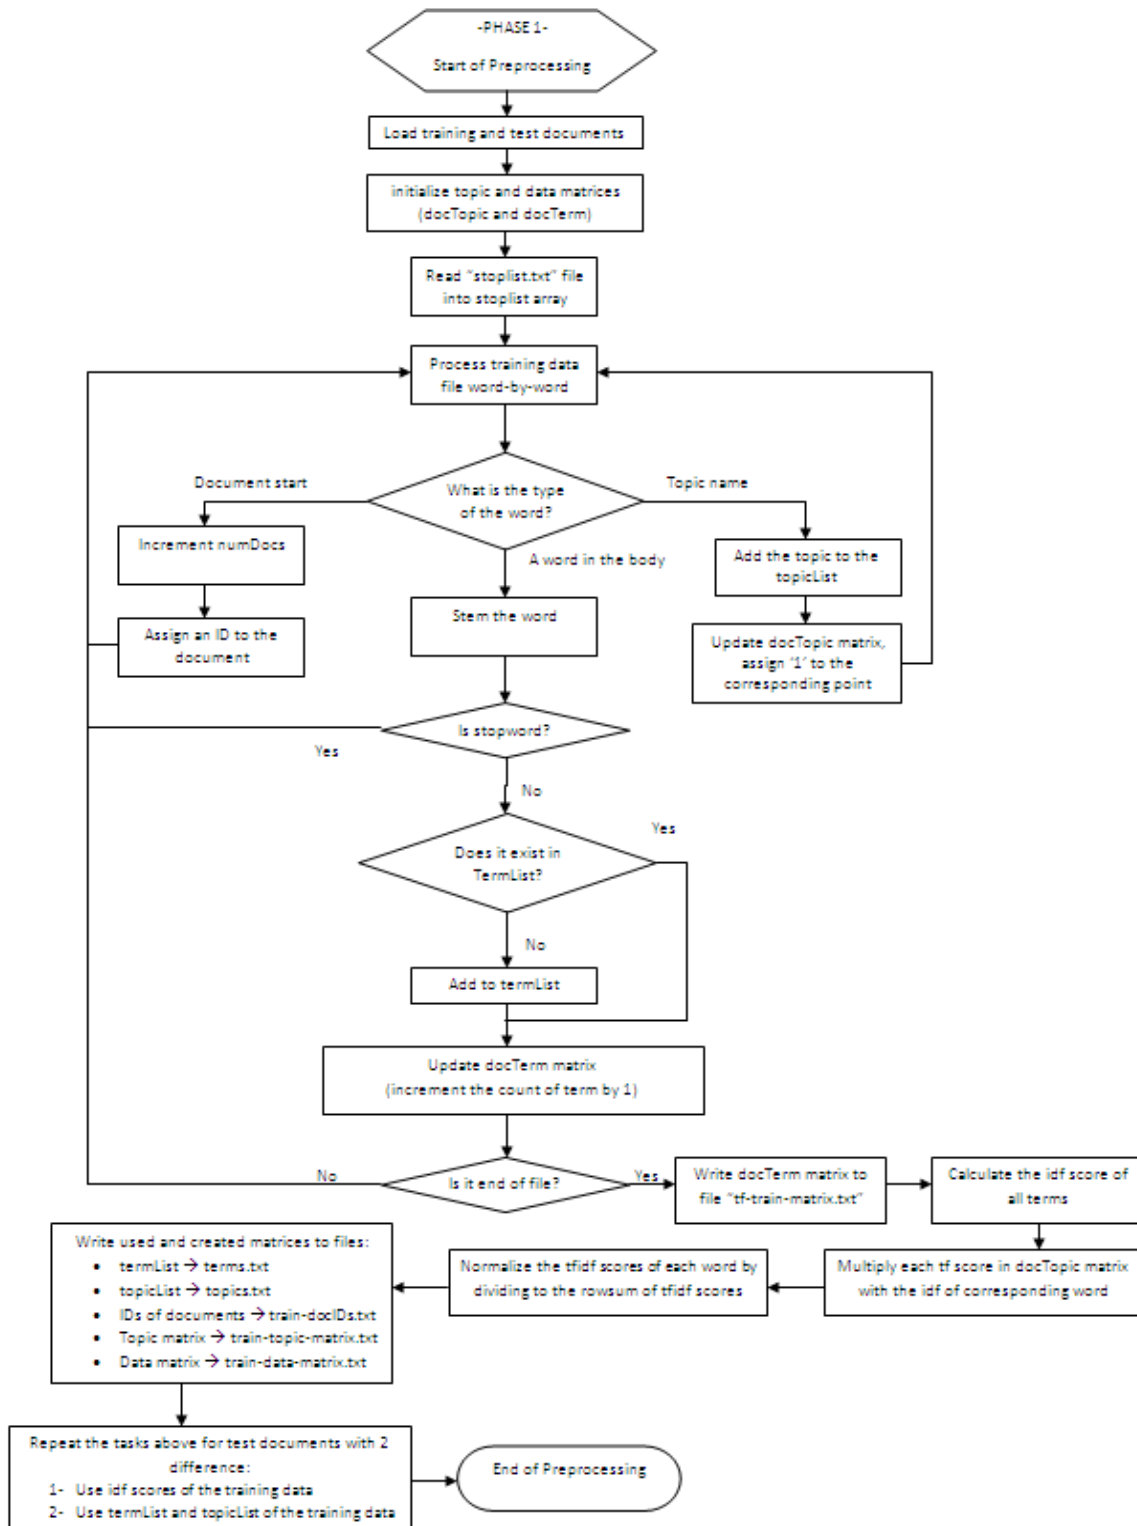 -PHASE 1-
Start of Preprocessing
Load training and test documents
initialize topic and data matrices
(docTopic and docTerm)
Read "stoplist.txt" file
into stoplist array
Process training data
file word-by-word
Document start
What is the type
of the word?
Topic name
Increment numDocs
A word in the body
Add the topic to the
topicList
Assign an ID to the
document
Stem the word
Update docTopic matrix,
assign '1' to the
corresponding point
Is stopword?
Yes
No
Does it exist in
TermList?
Yes
No
Add to termList
Update docTerm matrix
(increment the count of term by 1)
No
Is it end of file?
Yes
Write docTerm matrix to
file "tf-train-matrix.txt"
Calculate the idf score of
all terms
Multiply each tf score in docTopic matrix
with the idf of corresponding word
Normalize the tfidf scores of each word by
dividing to the rowsum of tfidf scores
Write used and created matrices to files:
• termList → terms.txt
• topicList → topics.txt
• IDs of documents → train-docIDs.txt
• Topic matrix → train-topic-matrix.txt
• Data matrix → train-data-matrix.txt
Repeat the tasks above for test documents with 2
difference:
1- Use idf scores of the training data
2- Use termList and topicList of the training data
End of Preprocessing